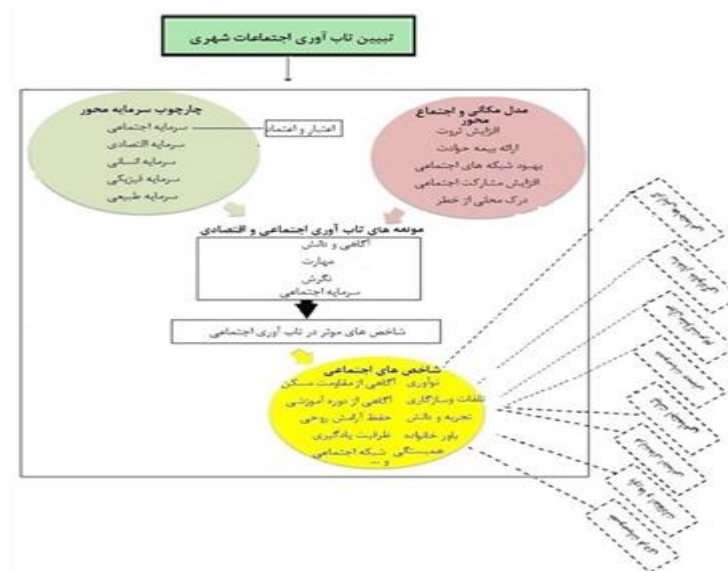 تبیین تاب آوری اجتماعات شهری
مدل مکانی و اجتماع
محور
افزایش ثروت
ارائه بیمه حوادث
بهبود شبکه های اجتماعی
افزایش مشارکت اجتماعی
درک محلی از خطر
چارچوب سرمایه محور
سرمایه اجتماعی
سرمایه اقتصادی
سرمایه انسانی
سرمایه فیزیکی
سرمایه طبیعی
اعتبار و اعتماد
مولفه های تاب آوری اجتماعی و اقتصادی
آگاهی و دانش
مهارت
نگرش
سرمایه اجتماعی
شاخص های موثر در تاب آوری اجتماعی
شاخص های اجتماعی
نوآوری آگاهی از مقاومت مسکن
تلفات وسازگاری آگاهی از دوره آموزشی
تجربه و دانش حفظ آرامش روحی
باور خانواده ظرفیت یادگیری
همبستگی شبکه اجتماعی
و ...